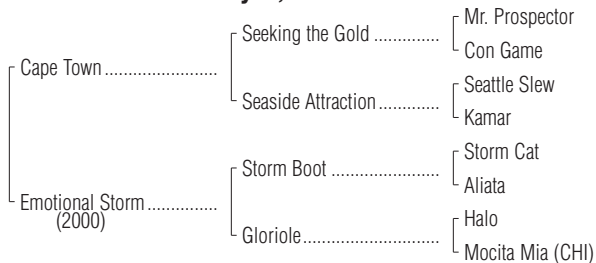 Mr. Prospector
Seeking the Gold ..............
Con Game
Cape Town ........................
Seattle Slew
Seaside Attraction .............
Kamar
Storm Cat
Storm Boot .......................
Aliata
Emotional Storm ...............
(2000)
Halo
Gloriole .............................
Mocita Mia (CHI)